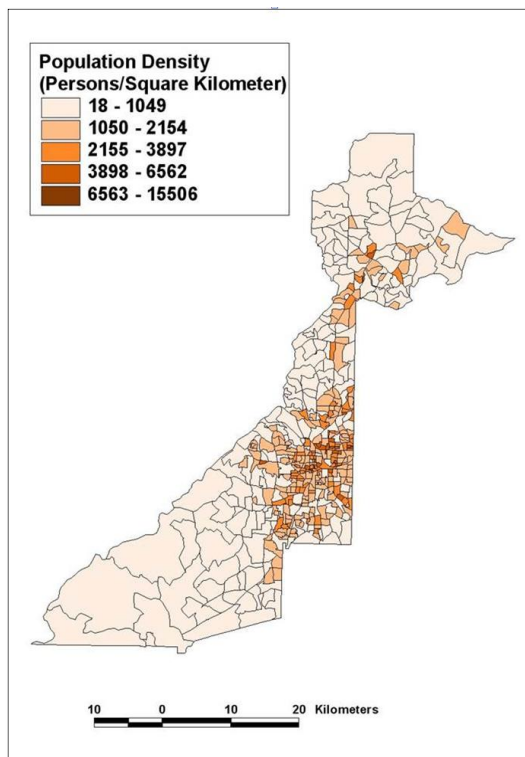 Population Density
(Persons/Square Kilometer)
18 - 1049
1050 - 2154
2155 - 3897
3898 - 6562
6563 - 15506
10 0 10 20 Kilometers